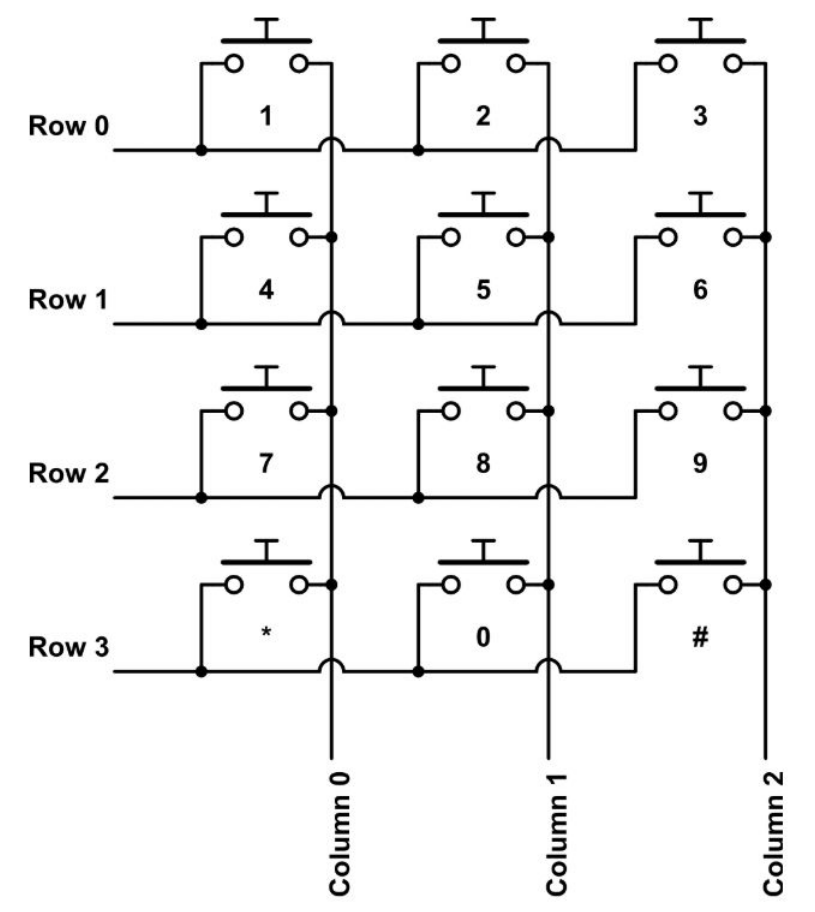 1 2 3
Row 0
4 5 6
Row 1
7 8 9
Row 2
* 0 #
Row 3
Column 0
Column 1
Column 2